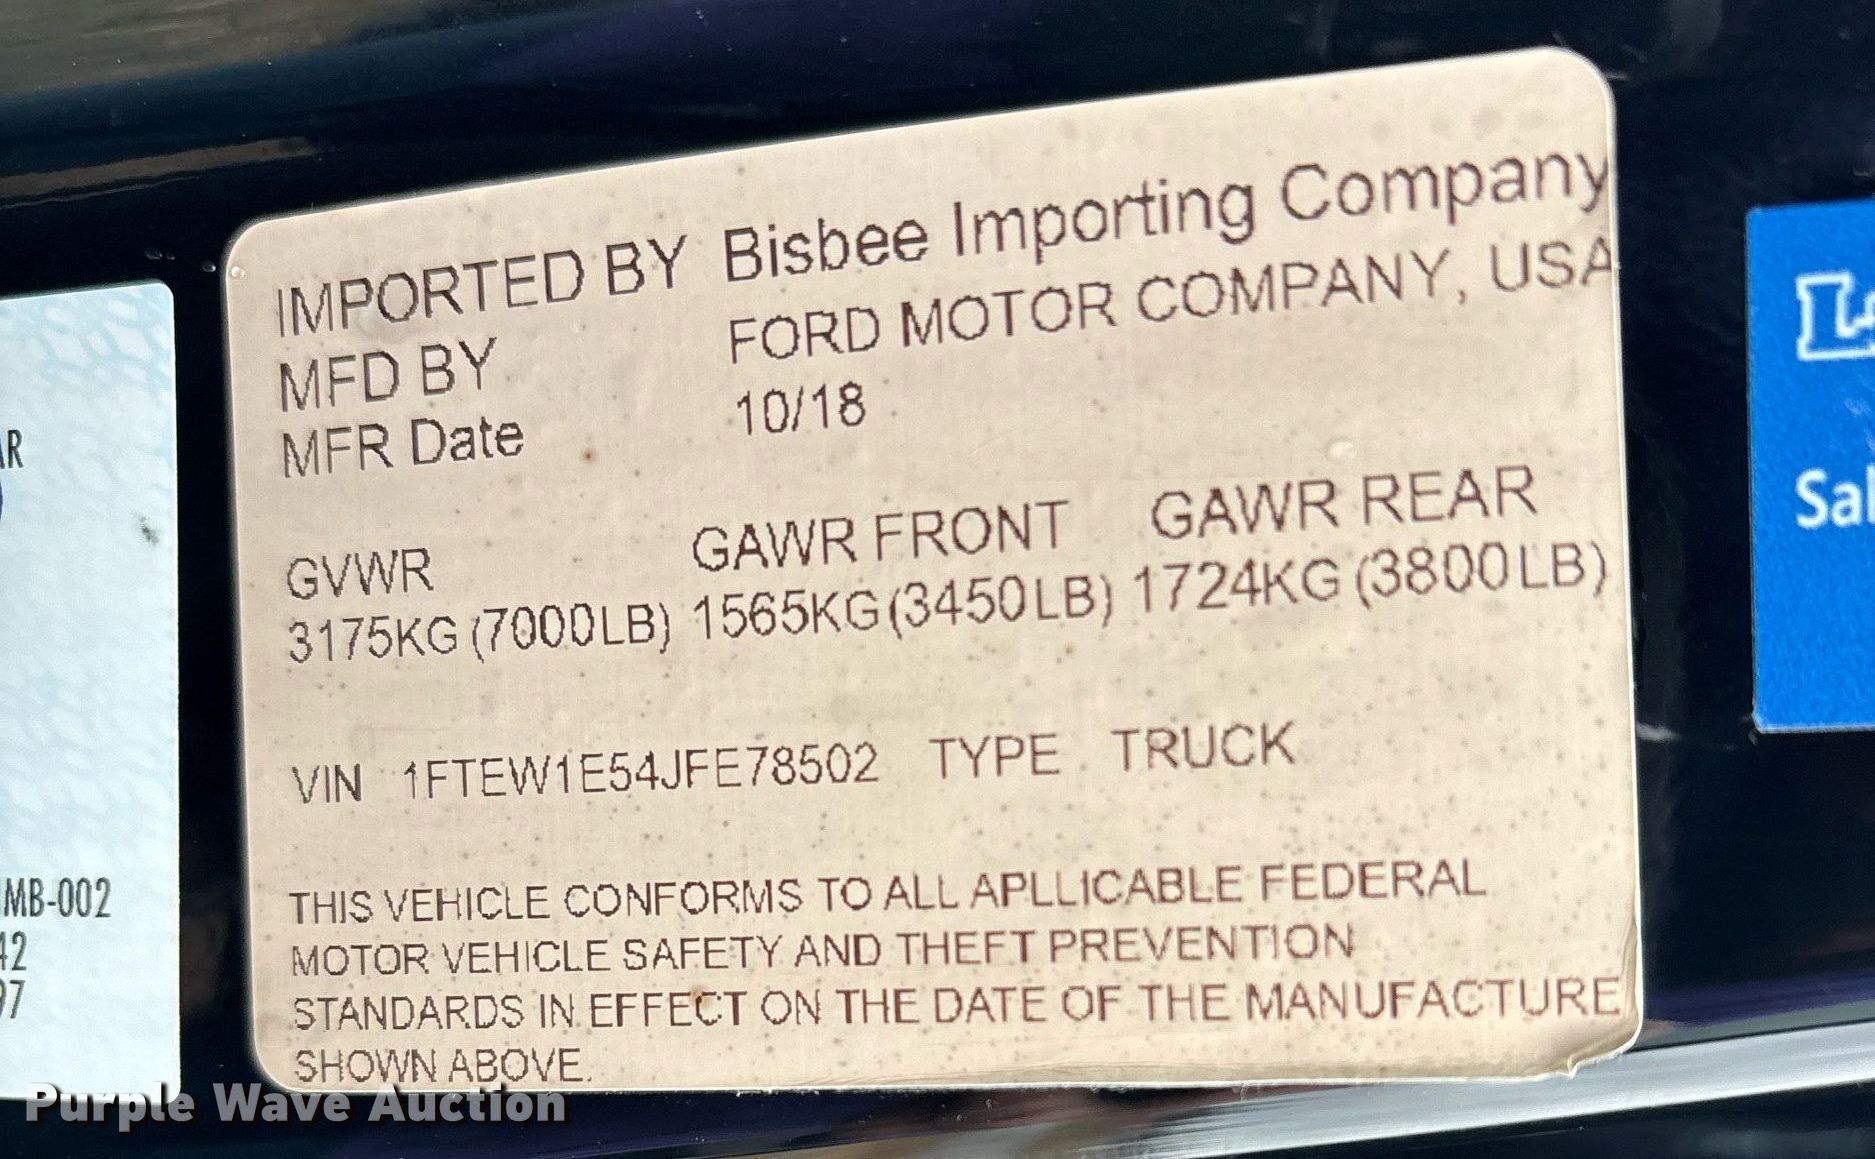 IMPORTED BY Bisbee Importing Company
MFD BY FORD MOTOR COMPANY, USA
MFR Date 10/18
GVWR GAWR FRONT GAWR REAR
3175KG (7000LB) 1565KG (3450LB) 1724KG (3800LB)
VIN 1FTEW1E54JFE78502 TYPE TRUCK
THIS VEHICLE CONFORMS TO ALL APLLICABLE FEDERAL
MOTOR VEHICLE SAFETY AND THEFT PREVENTION
STANDARDS IN EFFECT ON THE DATE OF THE MANUFACTURE
SHOWN ABOVE.
MB-002
Purple Wave Auction